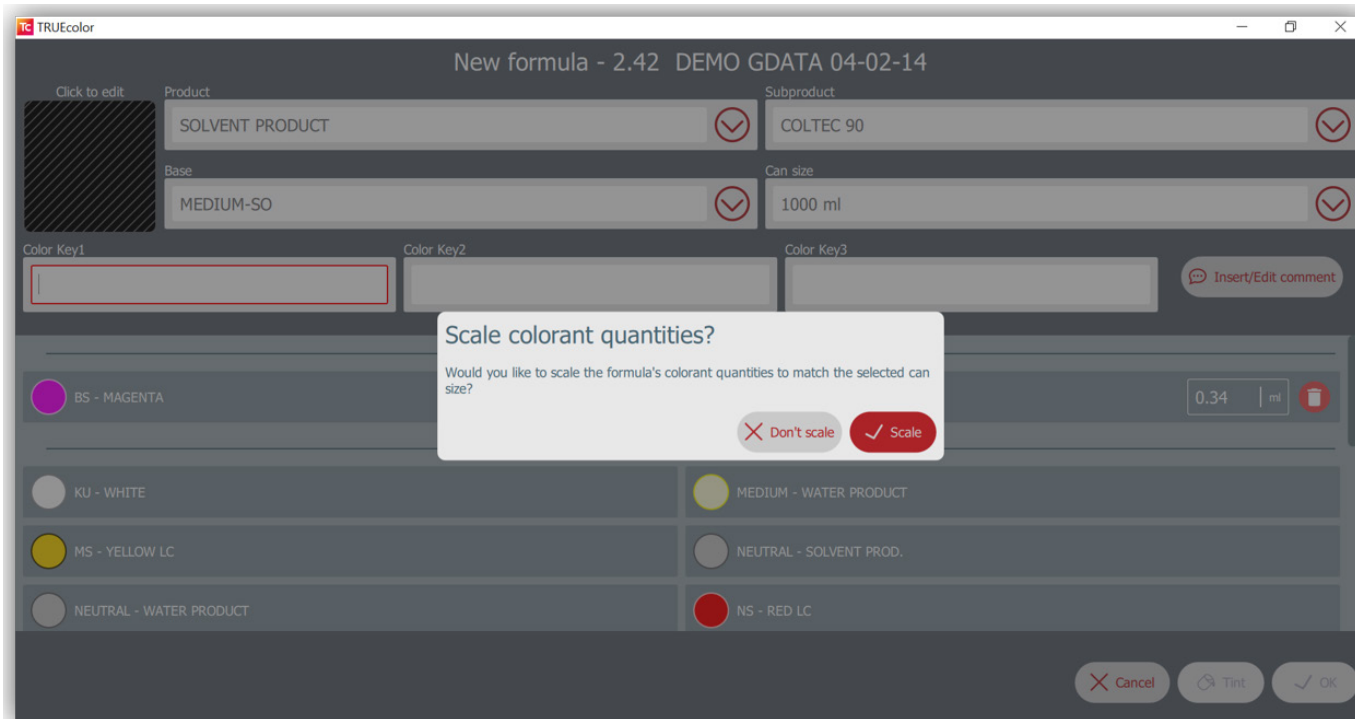 Tc TRUEcolor
New formula - 2.42 DEMO GDATA 04-02-14
Click to edit
Product
Subproduct
SOLVENT PRODUCT
COLTEC 90
Base
Can size
MEDIUM-SO
1000 ml
Color Key1
Color Key2
Color Key3
Insert/Edit comment
Scale colorant quantities?
Would you like to scale the formula's colorant quantities to match the selected can
size?
Don't scale
Scale
BS - MAGENTA
0.34 ml
KU - WHITE
MEDIUM - WATER PRODUCT
MS - YELLOW LC
NEUTRAL - SOLVENT PROD.
NEUTRAL - WATER PRODUCT
NS - RED LC
Cancel
Tint
OK